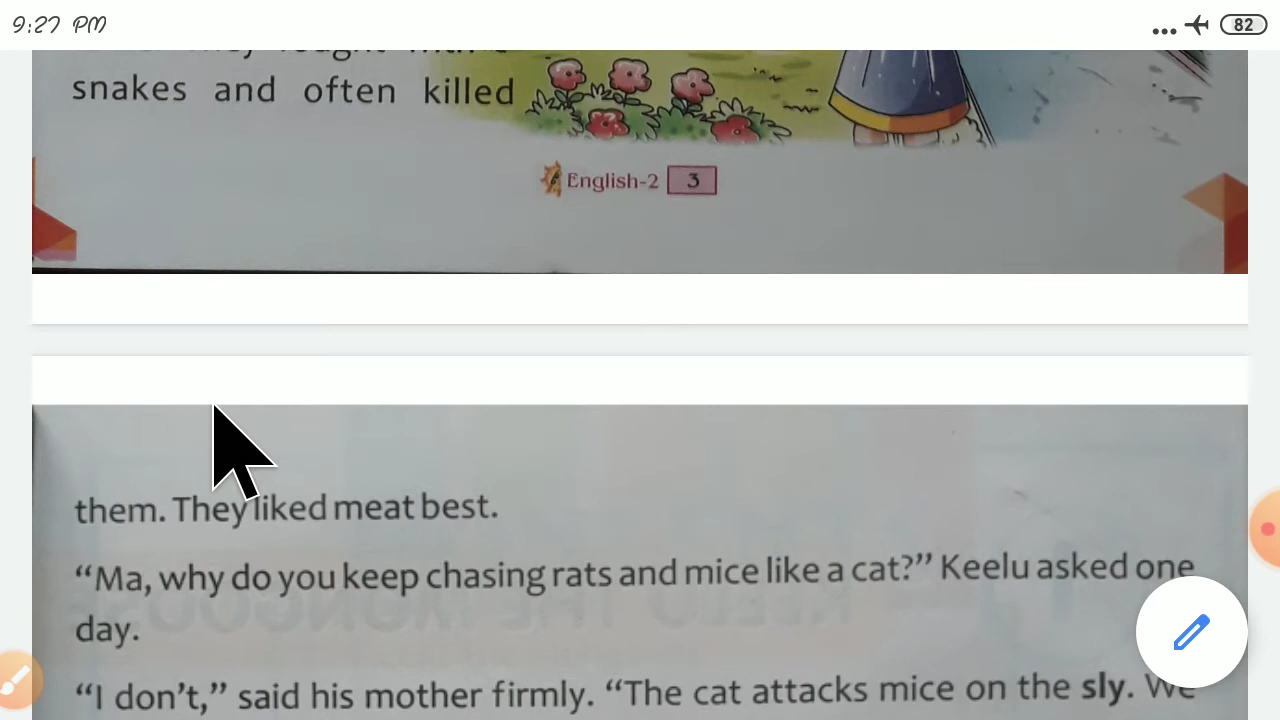 9:27 PM
82
snakes and often killed
English-2 3
them. They liked meat best.
“Ma, why do you keep chasing rats and mice like a cat?” Keelu asked one
day.
“I don’t,” said his mother firmly. “The cat attacks mice on the sly. We